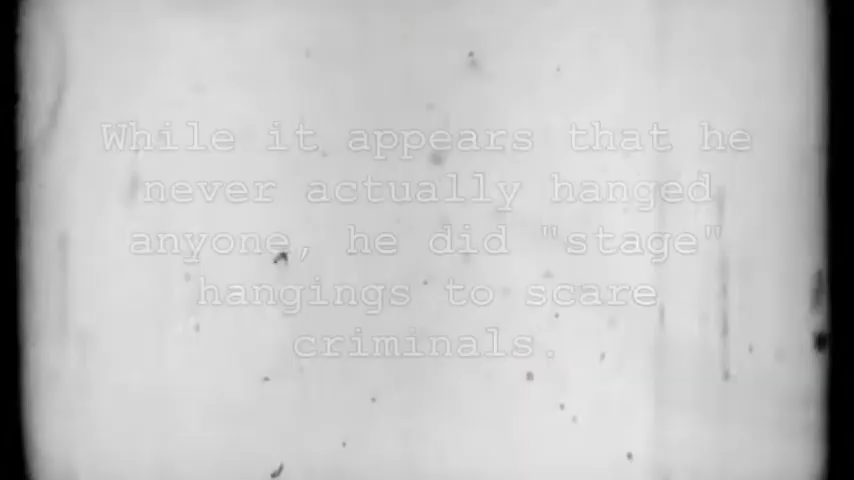 While it appears that he
never actually hanged
anyone, he did "stage"
hangings to scare
criminals.